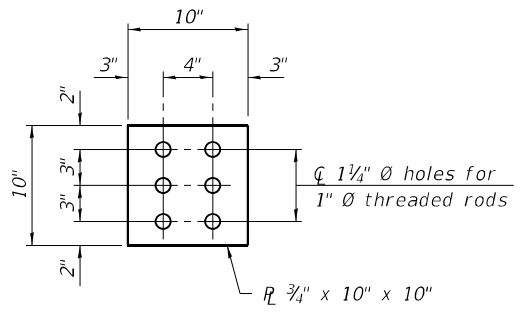 10"
3" 4" 3"
2"
10"
3"
3"
2"
℄ 1¼" Ø holes for
1" Ø threaded rods
PL ¾" x 10" x 10"